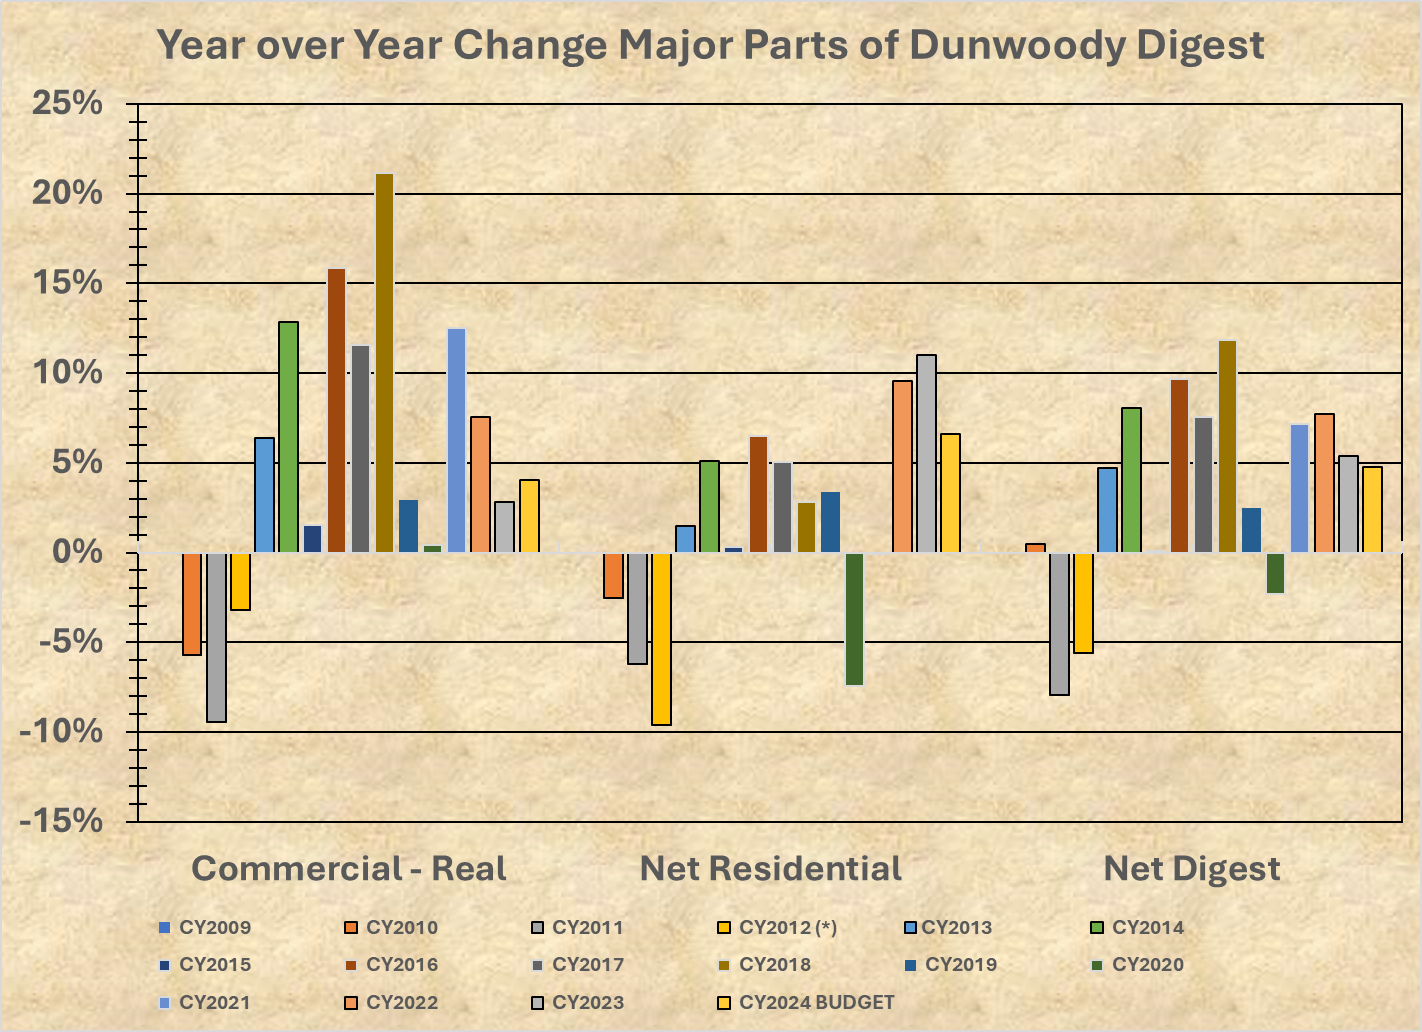 Year over Year Change Major Parts of Dunwoody Digest
25%
20%
15%
10%
5%
0%
-5%
-10%
-15%
Commercial - Real Net Residential Net Digest
CY2009 CY2010 CY2011 CY2012 (*) CY2013 CY2014
CY2015 CY2016 CY2017 CY2018 CY2019 CY2020
CY2021 CY2022 CY2023 CY2024 BUDGET